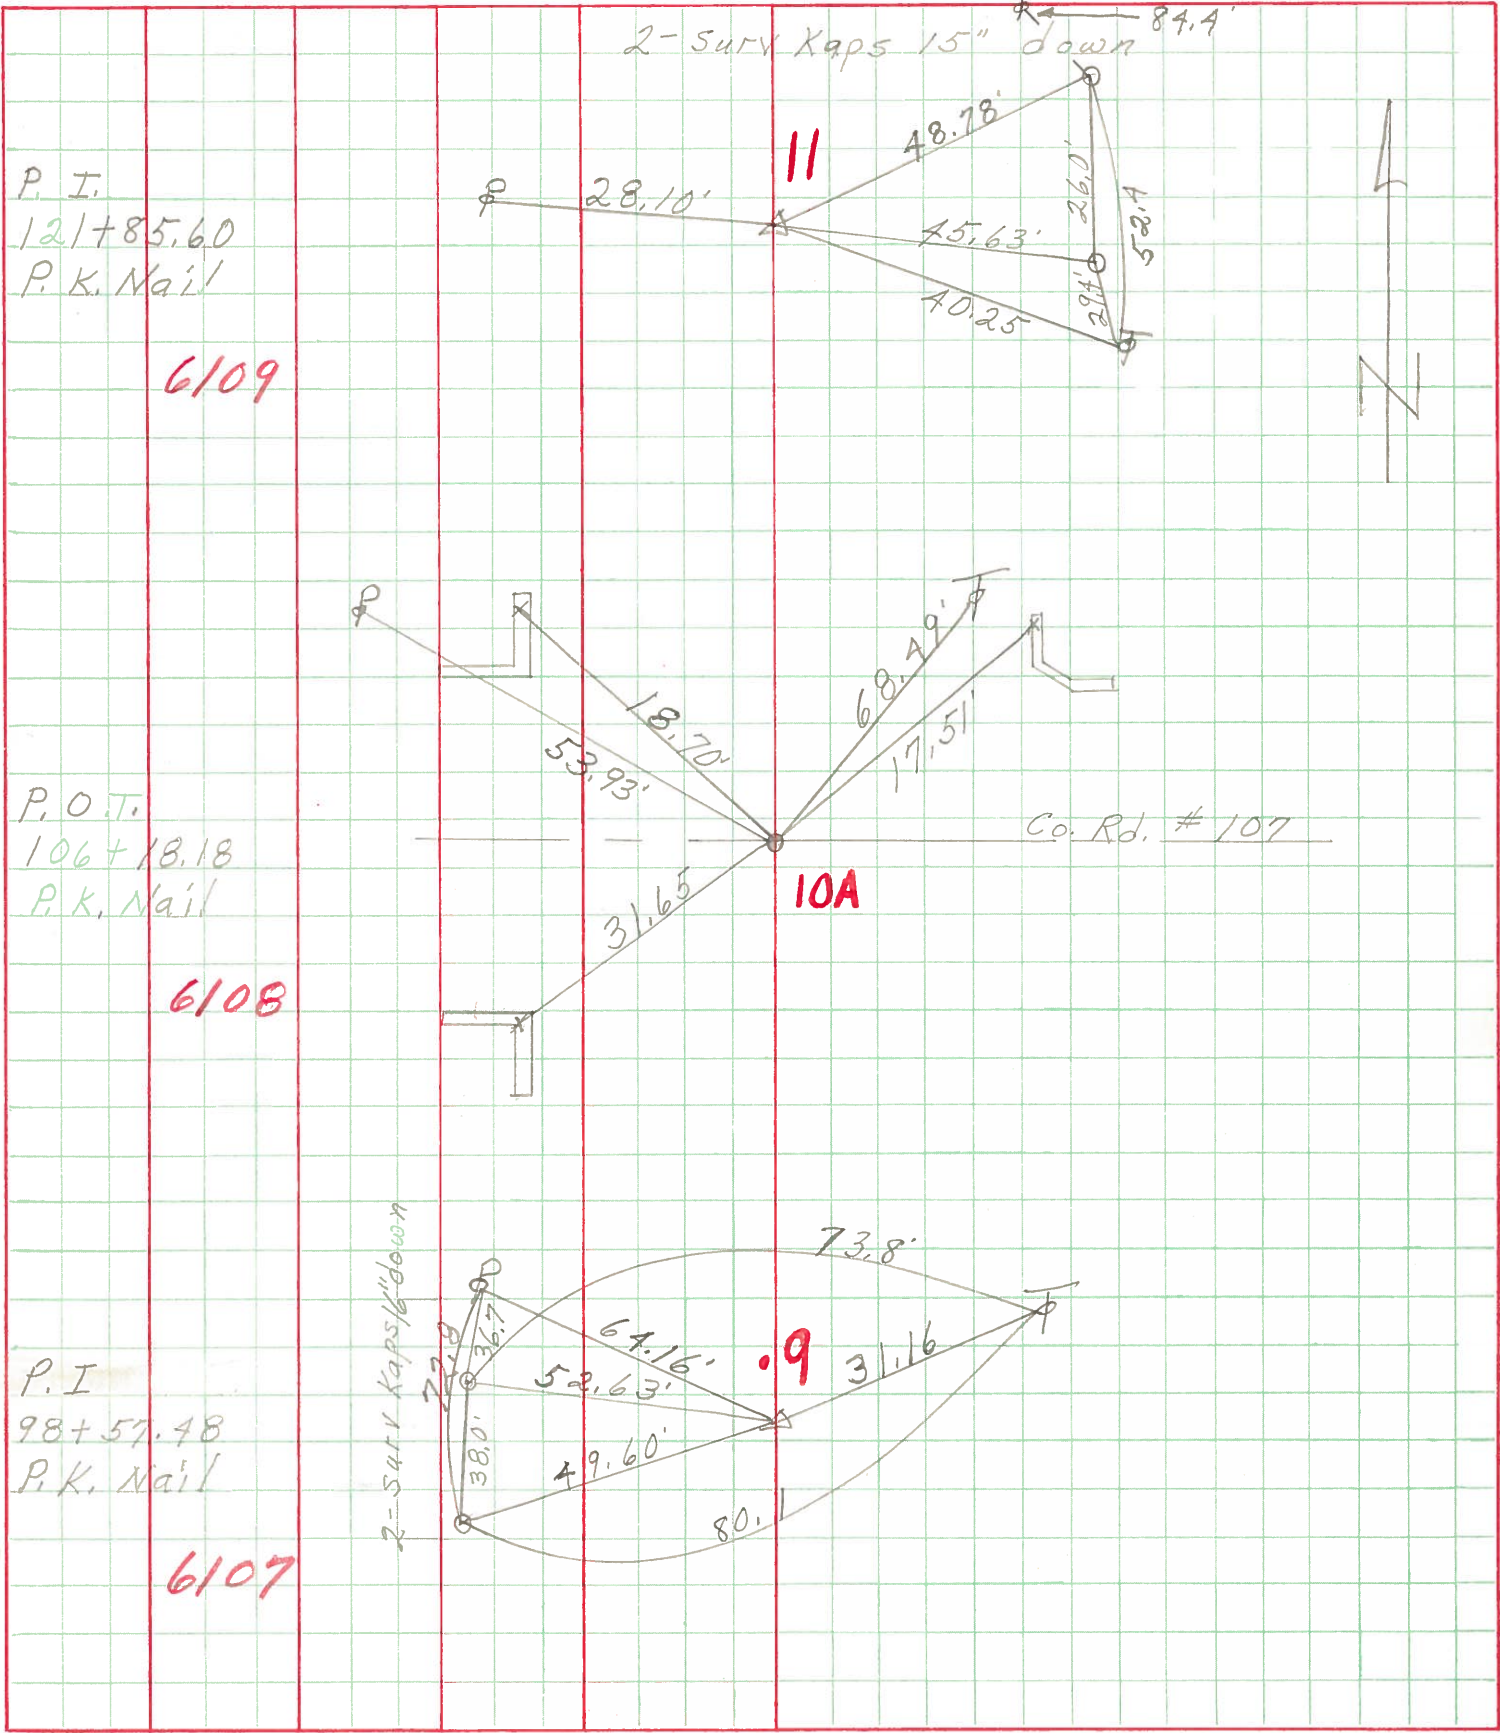 84.4'
2- Surv Kaps 15" down
11
48.78'
P. I.
121+85.60
P. K. Nail
28.10'
45.63'
26.0'
52.4
29.4'
40.25
6109
N
68.49'
18.70'
17.51'
53.93'
P. O. T.
106+18.18
P. K. Nail
Co. Rd. # 107
10A
31.65
6108
73.8'
2- Surv Kaps 16" down
36.7
64.16'
.9
31.16
52.63'
P. I
98+57.48
P. K. Nail
38.0'
49.60'
80.1
6107